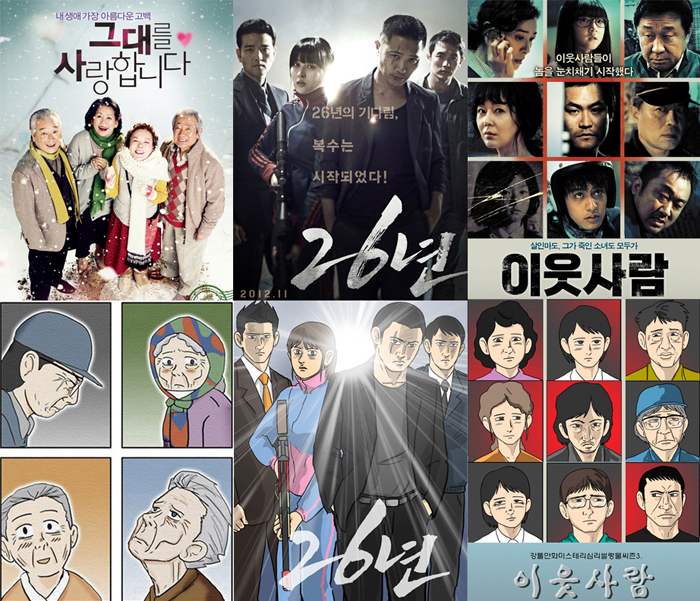 내 생애 가장 아름다운 고백
그대를
사랑합니다
26년의 기다림,
복수는
시작되었다!
26년
2012.11
이웃사람들이
놈을 눈치채기 시작했다
살인마도, 그가 죽인 소녀도 모두가
이웃사람
26년
강풀만화미스테리심리썰렁물씨즌3.
이웃사람